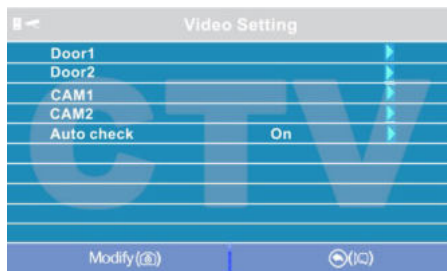 Video Setting
Door1
Door2
CAM1
CAM2
Auto check On
CTV
Modify()